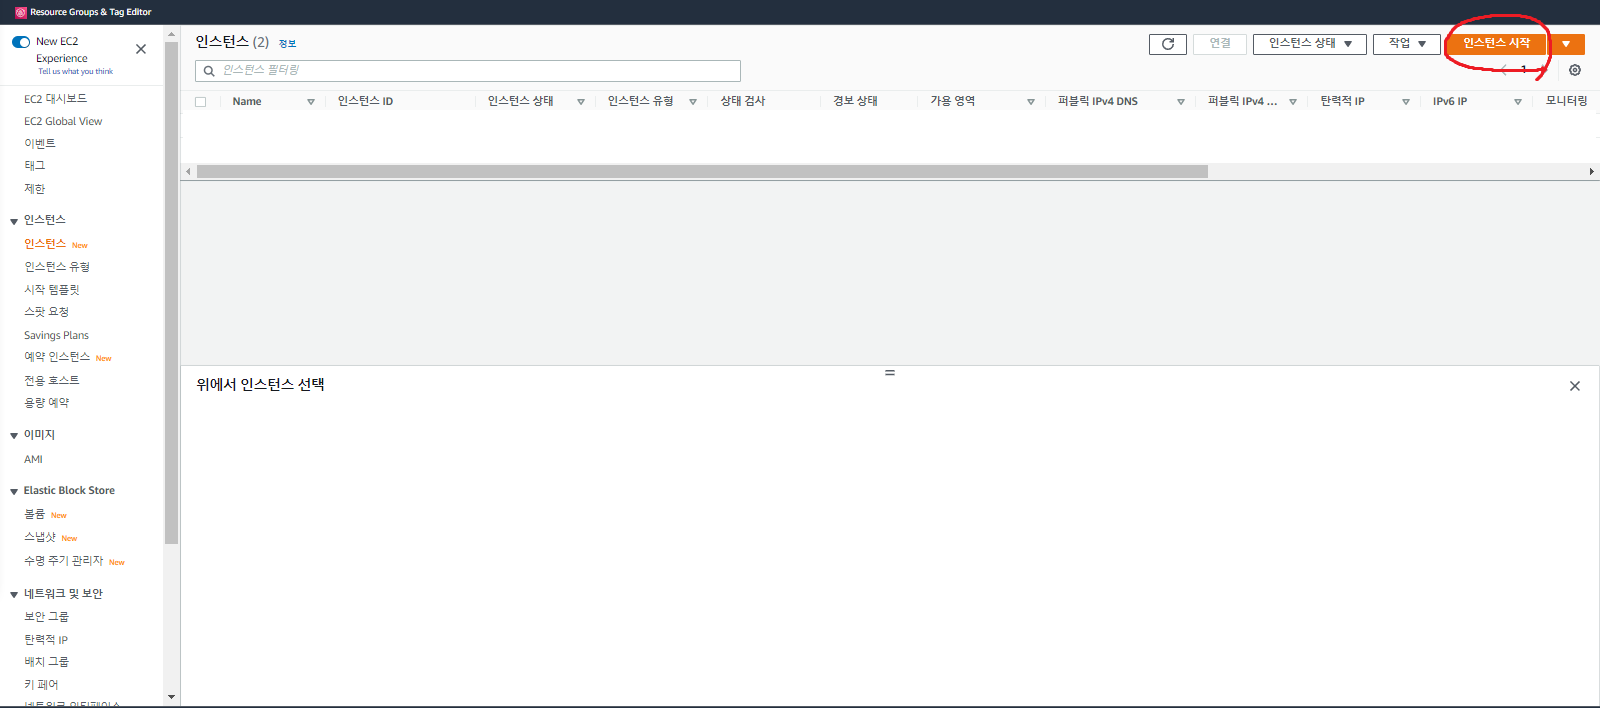 Resource Groups & Tag Editor
New EC2 Experience
Tell us what you think
EC2 대시보드
EC2 Global View
이벤트
태그
제한
인스턴스
인스턴스 New
인스턴스 유형
시작 템플릿
스팟 요청
Savings Plans
예약 인스턴스 New
전용 호스트
용량 예약
이미지
AMI
Elastic Block Store
볼륨 New
스냅샷 New
수명 주기 관리자 New
네트워크 및 보안
보안 그룹
탄력적 IP
배치 그룹
키 페어
네트워크 인터페이스
인스턴스 (2) 정보
연결 인스턴스 상태 작업 인스턴스 시작
인스턴스 필터링
1
Name 인스턴스 ID 인스턴스 상태 인스턴스 유형 상태 검사 경보 상태 가용 영역 퍼블릭 IPv4 DNS 퍼블릭 IPv4 ... 탄력적 IP IPv6 IP 모니터링
위에서 인스턴스 선택